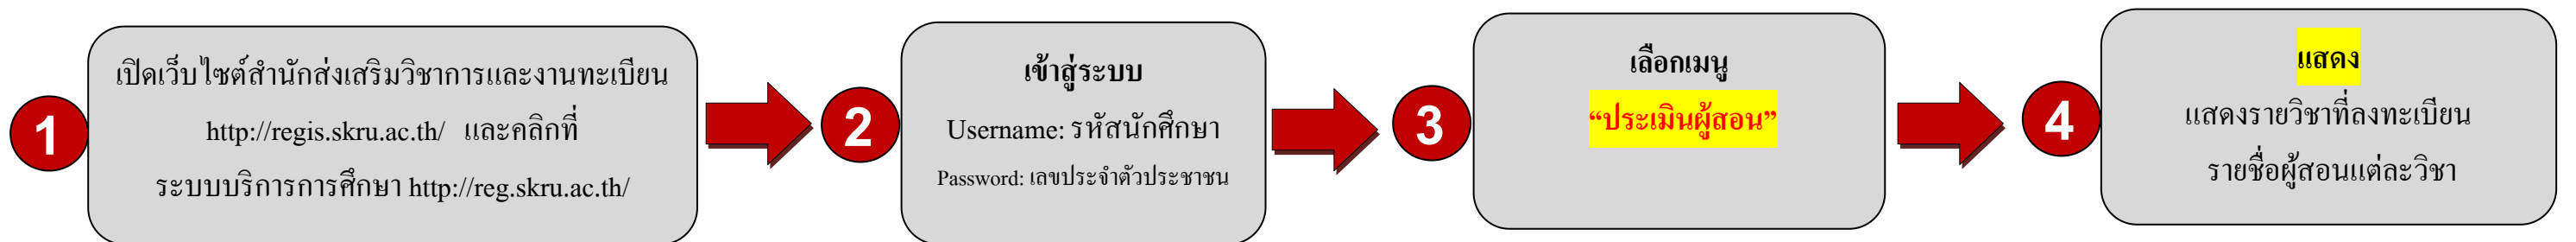 1
เปิดเว็บไซต์สำนักส่งเสริมวิชาการและงานทะเบียน
http://regis.skru.ac.th/ และคลิกที่
ระบบบริการการศึกษา http://reg.skru.ac.th/
2
เข้าสู่ระบบ
Username: รหัสนักศึกษา
Password: เลขประจำตัวประชาชน
3
เลือกเมนู
“ประเมินผู้สอน”
4
แสดง
แสดงรายวิชาที่ลงทะเบียน
รายชื่อผู้สอนแต่ละวิชา